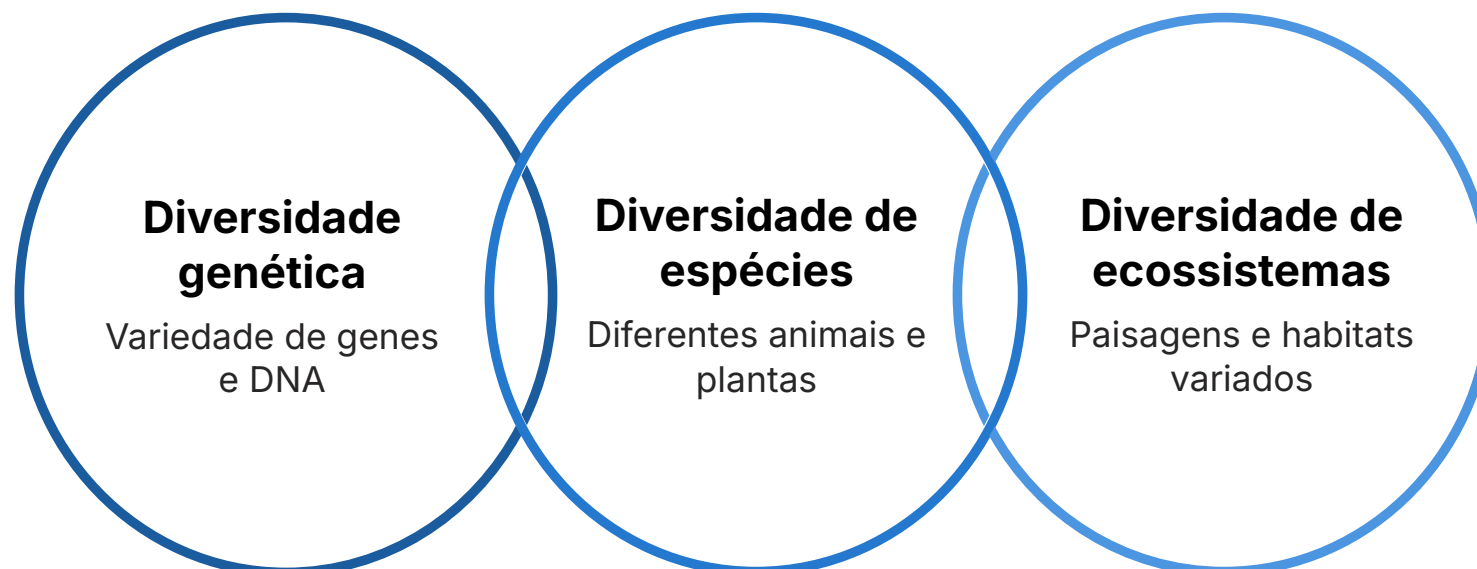 Diversidade
genética
Variedade de genes
e DNA
Diversidade de
espécies
Diferentes animais e
plantas
Diversidade de
ecossistemas
Paisagens e habitats
variados